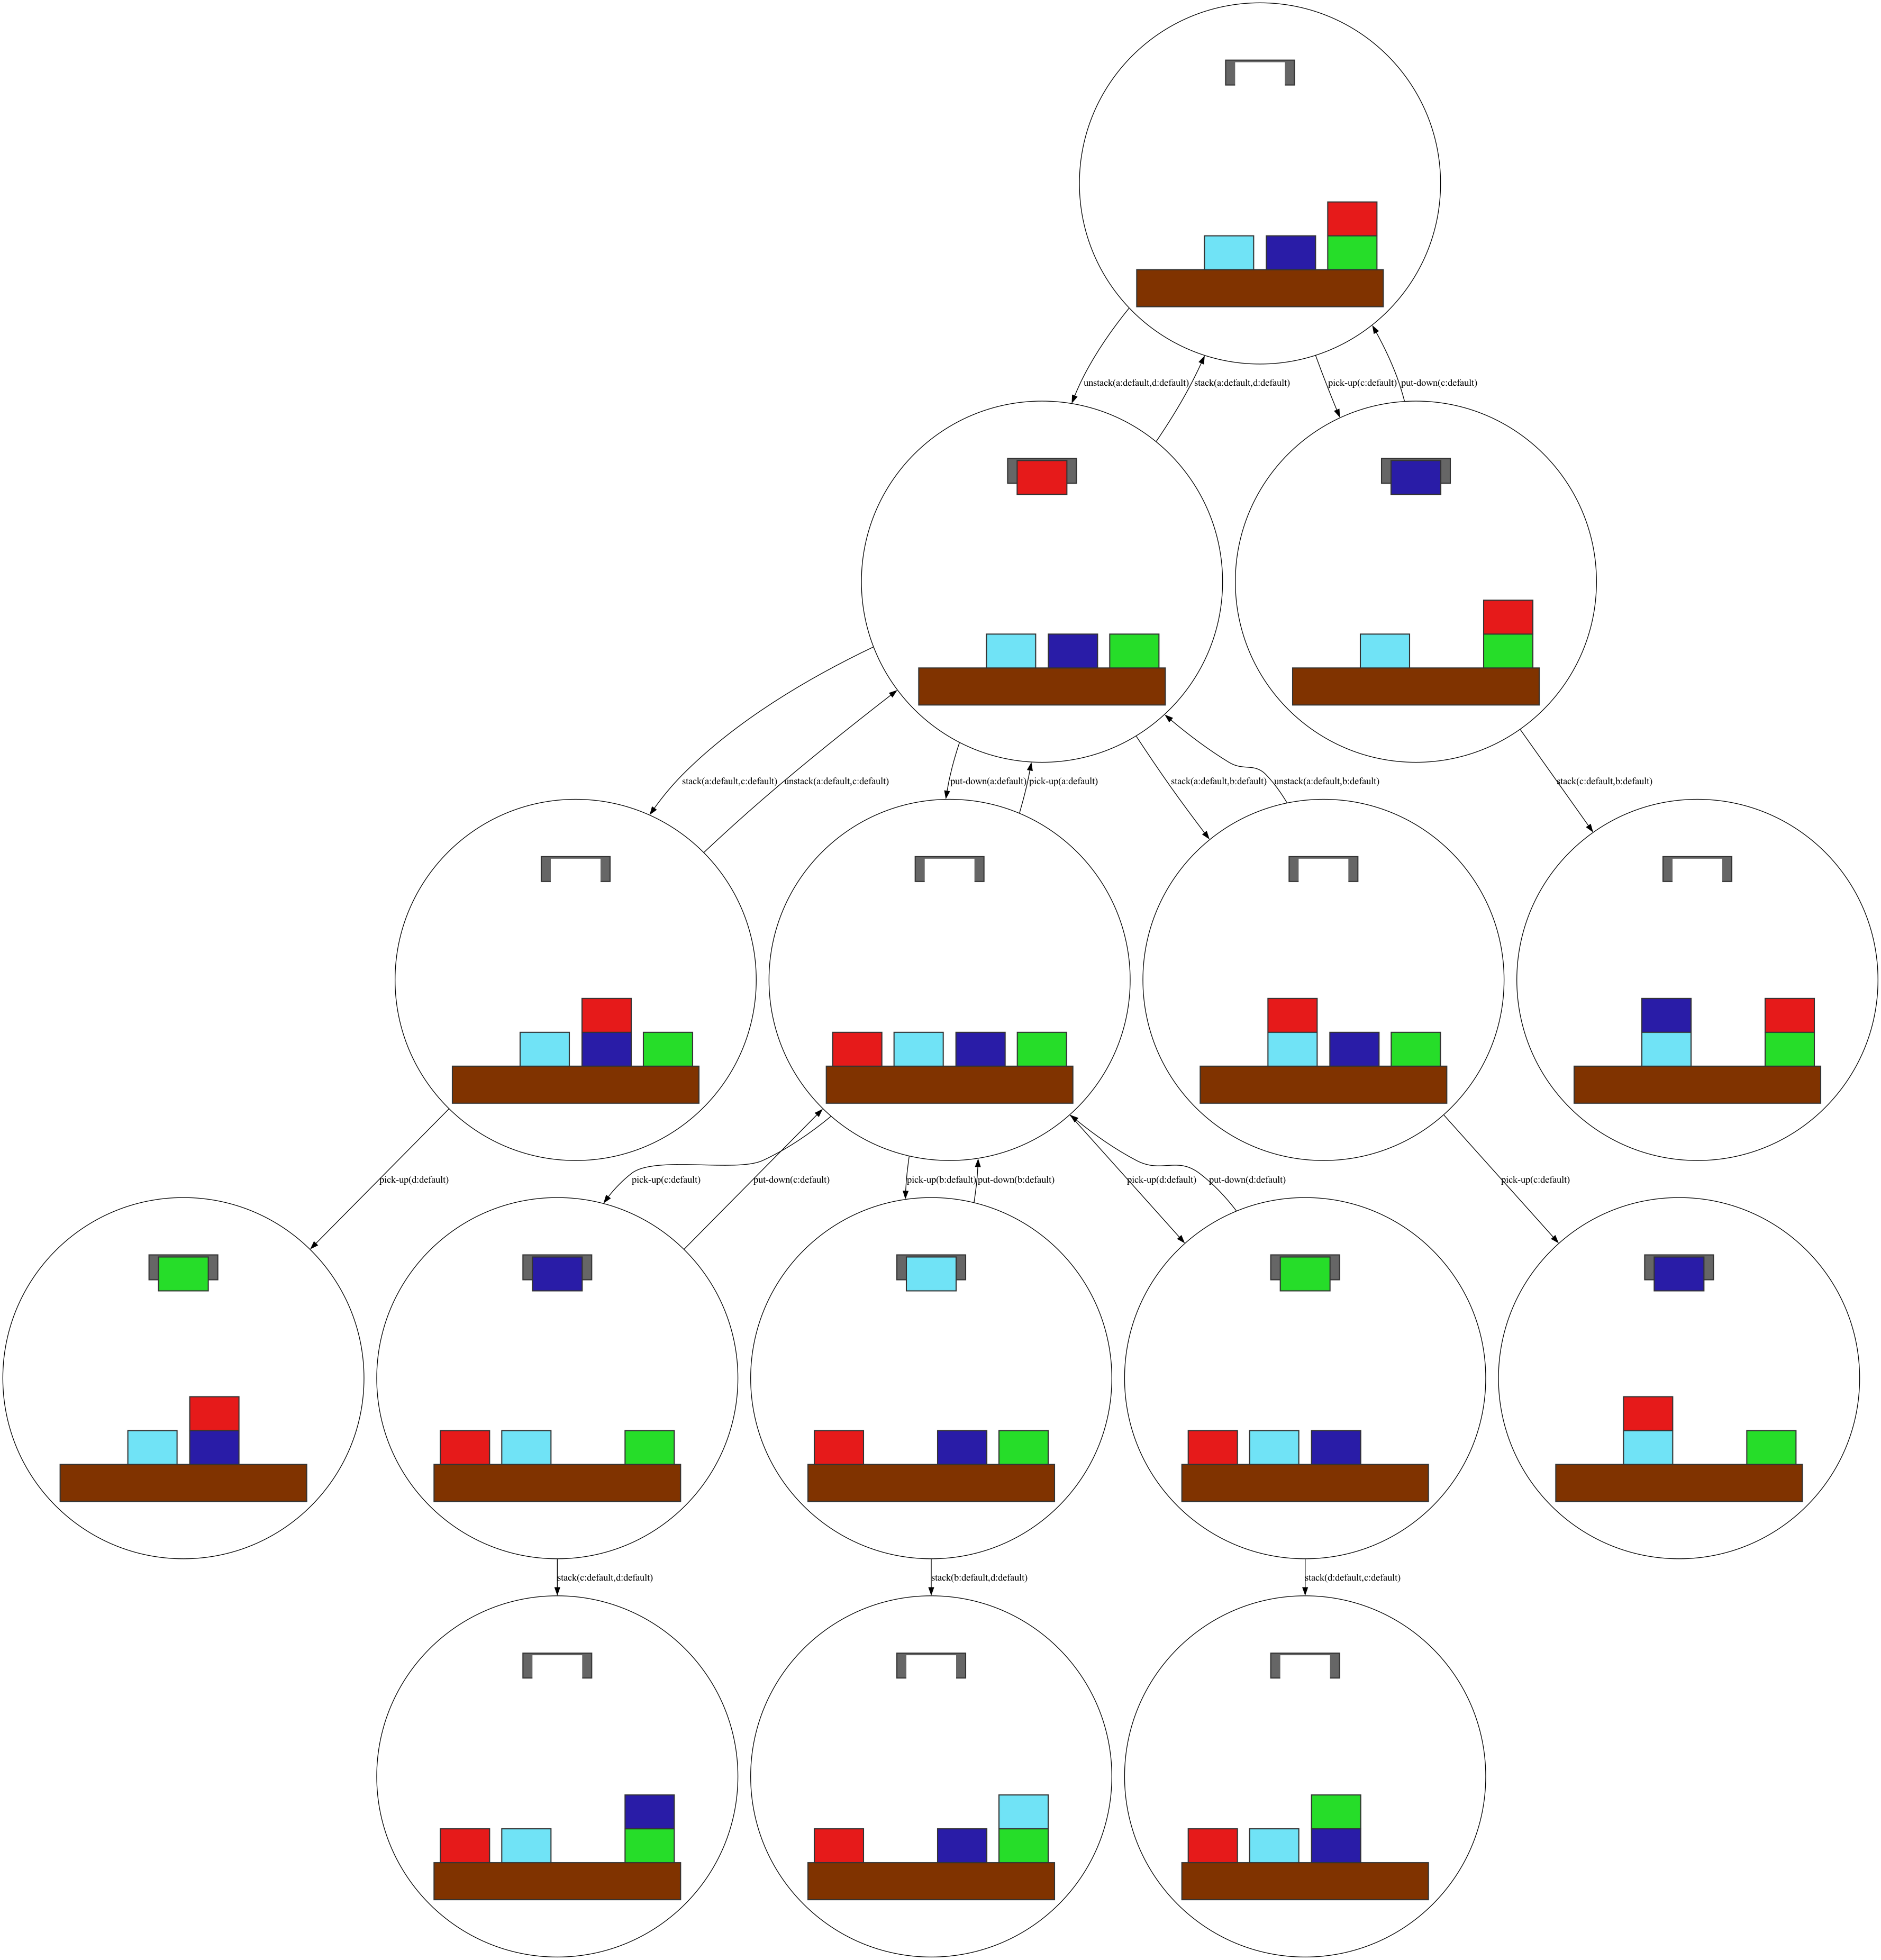 unstack(a:default,d:default)
stack(a:default,d:default)
pick-up(c:default)
put-down(c:default)
stack(a:default,c:default)
unstack(a:default,c:default)
put-down(a:default)
pick-up(a:default)
stack(a:default,b:default)
unstack(a:default,b:default)
stack(c:default,b:default)
pick-up(d:default)
pick-up(c:default)
put-down(c:default)
pick-up(b:default)
put-down(b:default)
pick-up(d:default)
put-down(d:default)
pick-up(c:default)
stack(c:default,d:default)
stack(b:default,d:default)
stack(d:default,c:default)